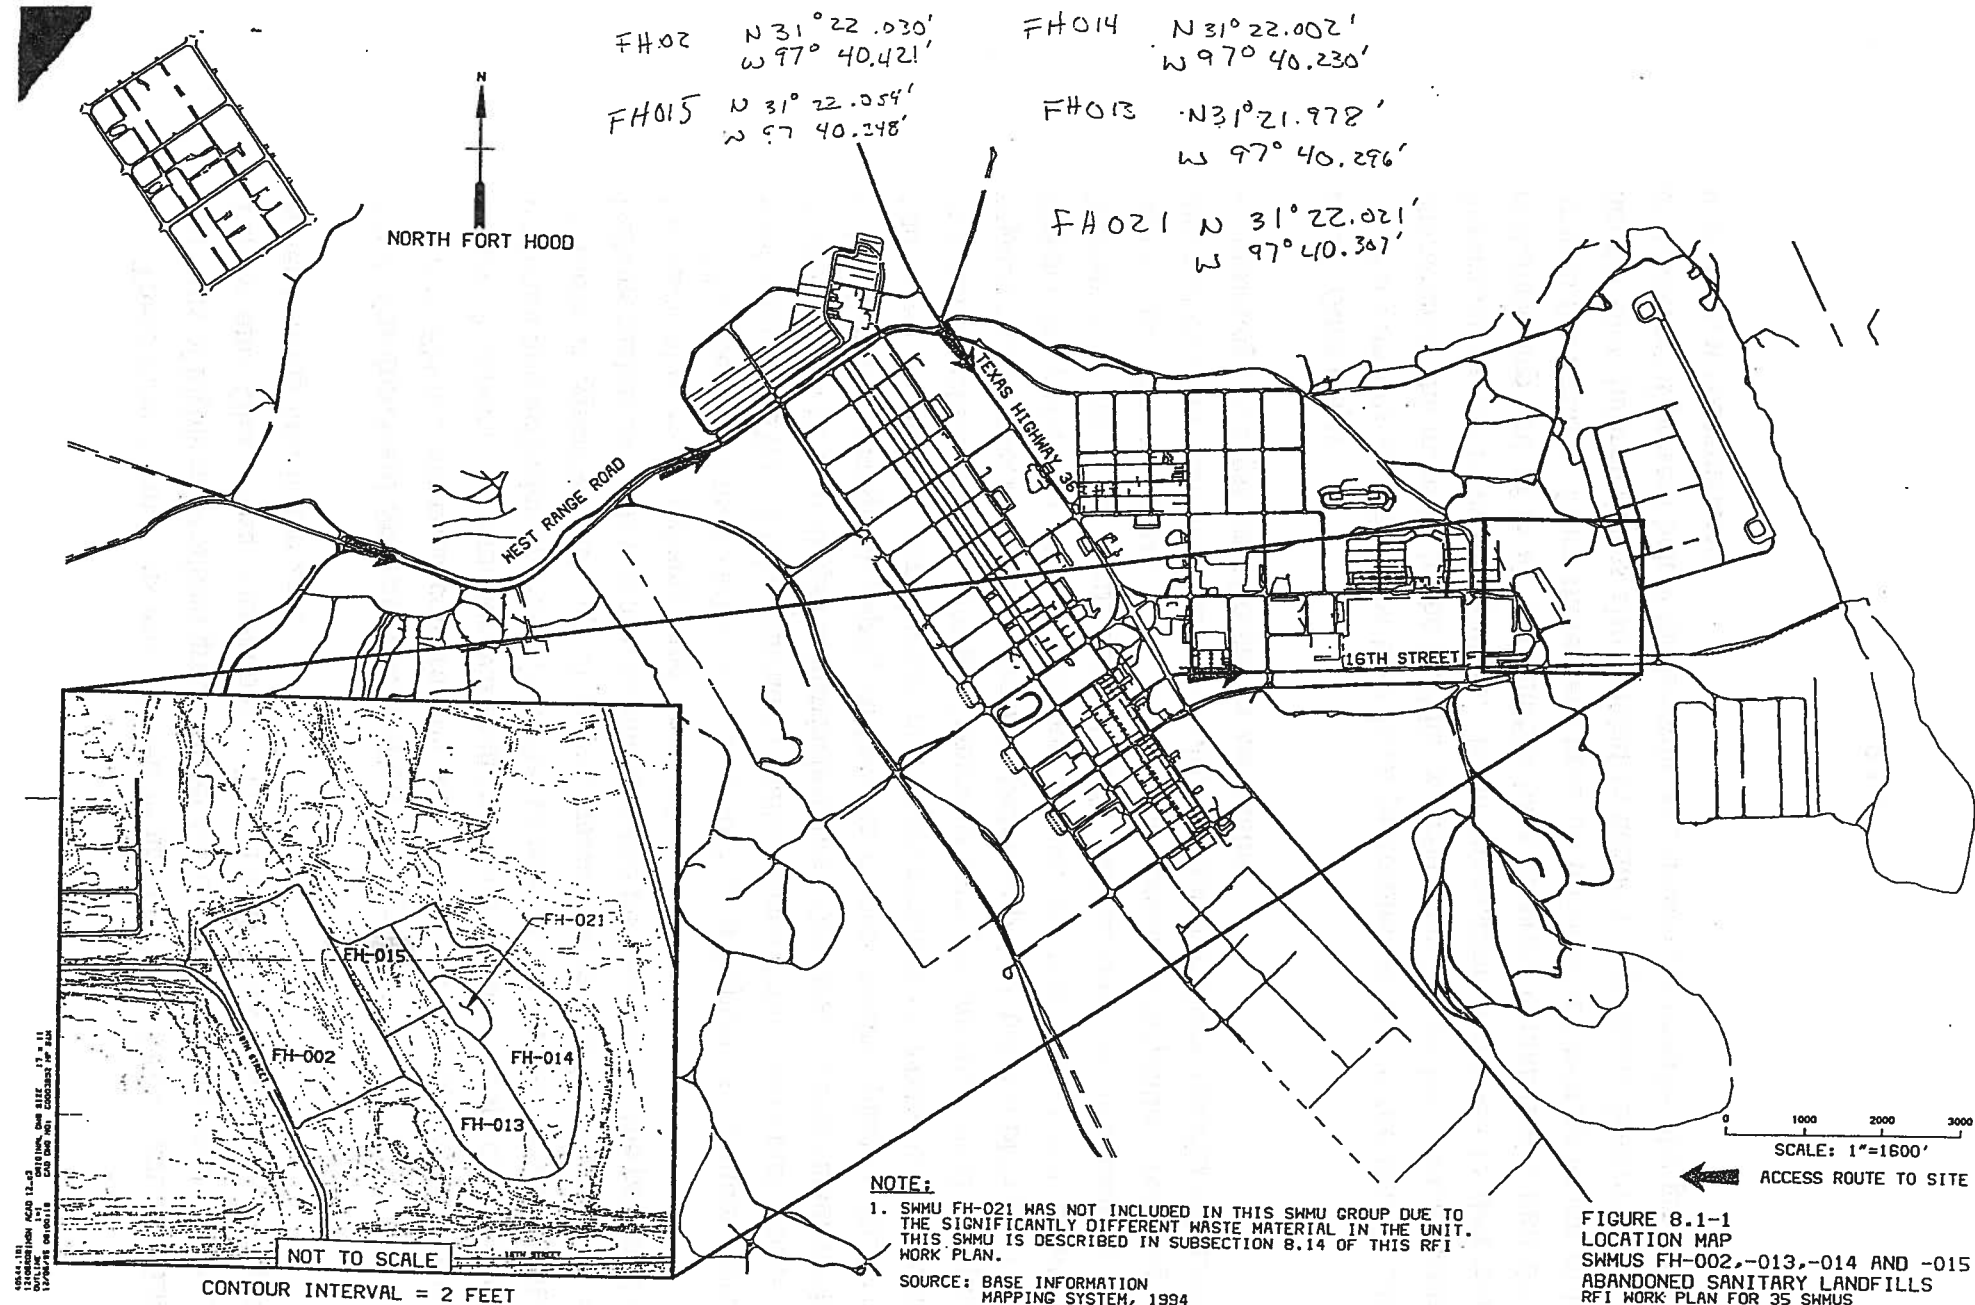 FH02 N 31° 22.030'
W 97° 40.421'
FH014 N 31° 22.002'
W 97° 40.230'
FH015 N 31° 22.054'
W 97 40.248'
FH013 N31° 21.978'
W 97° 40.296'
FH021 N 31° 22.021'
W 97° 40.307'
N
NORTH FORT HOOD
TEXAS HIGHWAY 36
WEST RANGE ROAD
16TH STREET
FH-021
FH-015
FH-002
FH-014
FH-013
16TH STREET
NOT TO SCALE
CONTOUR INTERVAL = 2 FEET
NOTE:
1. SWMU FH-021 WAS NOT INCLUDED IN THIS SWMU GROUP DUE TO
THE SIGNIFICANTLY DIFFERENT WASTE MATERIAL IN THE UNIT.
THIS SWMU IS DESCRIBED IN SUBSECTION 8.14 OF THIS RFI
WORK PLAN.
SOURCE: BASE INFORMATION
MAPPING SYSTEM, 1994
0 1000 2000 3000
SCALE: 1"=1600'
ACCESS ROUTE TO SITE
FIGURE 8.1-1
LOCATION MAP
SWMUS FH-002,-013,-014 AND -015
ABANDONED SANITARY LANDFILLS
RFI WORK PLAN FOR 35 SWMUS